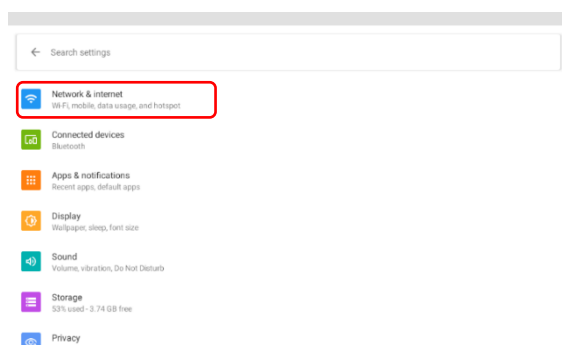 Search settings
Network & internet
Wi-Fi, mobile, data usage, and hotspot
Connected devices
Bluetooth
Apps & notifications
Recent apps, default apps
Display
Wallpaper, sleep, font size
Sound
Volume, vibration, Do Not Disturb
Storage
53% used - 3.74 GB free
Privacy